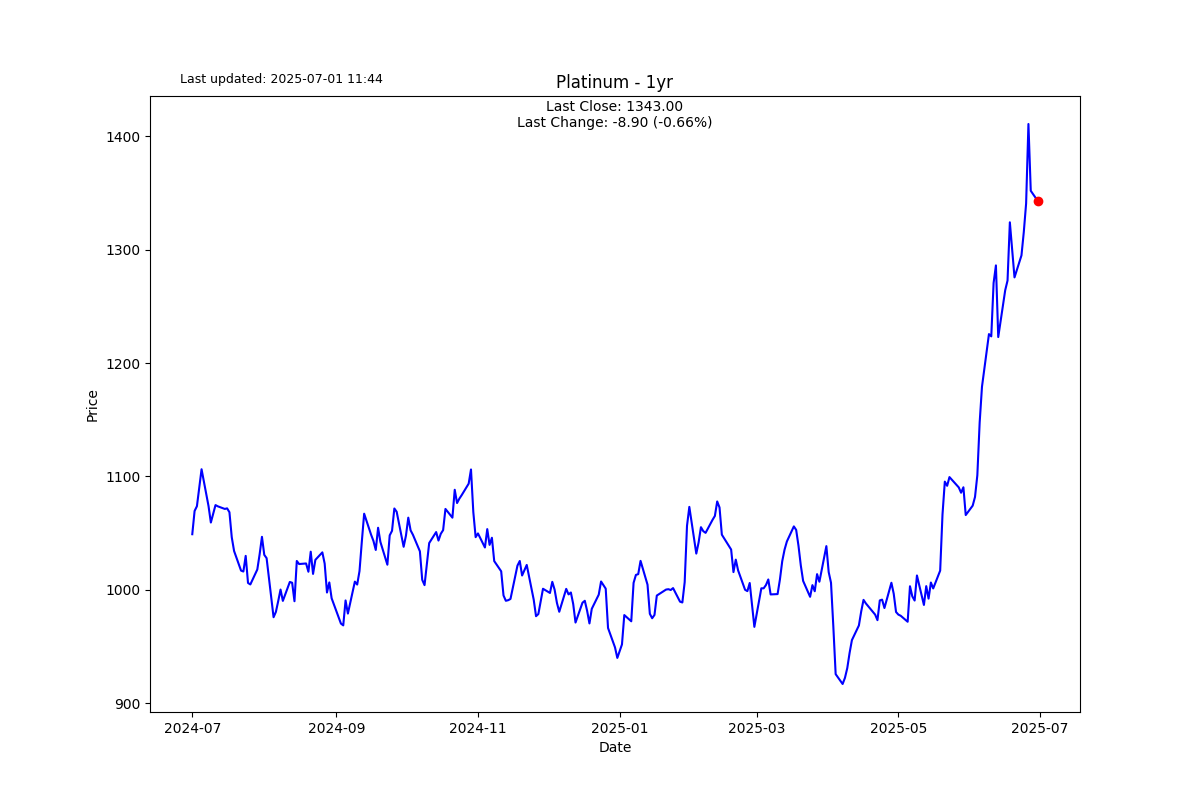 Last updated: 2025-07-01 11:44
Platinum - 1yr
Last Close: 1343.00
Last Change: -8.90 (-0.66%)
1400
1300
1200
1100
1000
900
Price
2024-07 2024-09 2024-11 2025-01 2025-03 2025-05 2025-07
Date